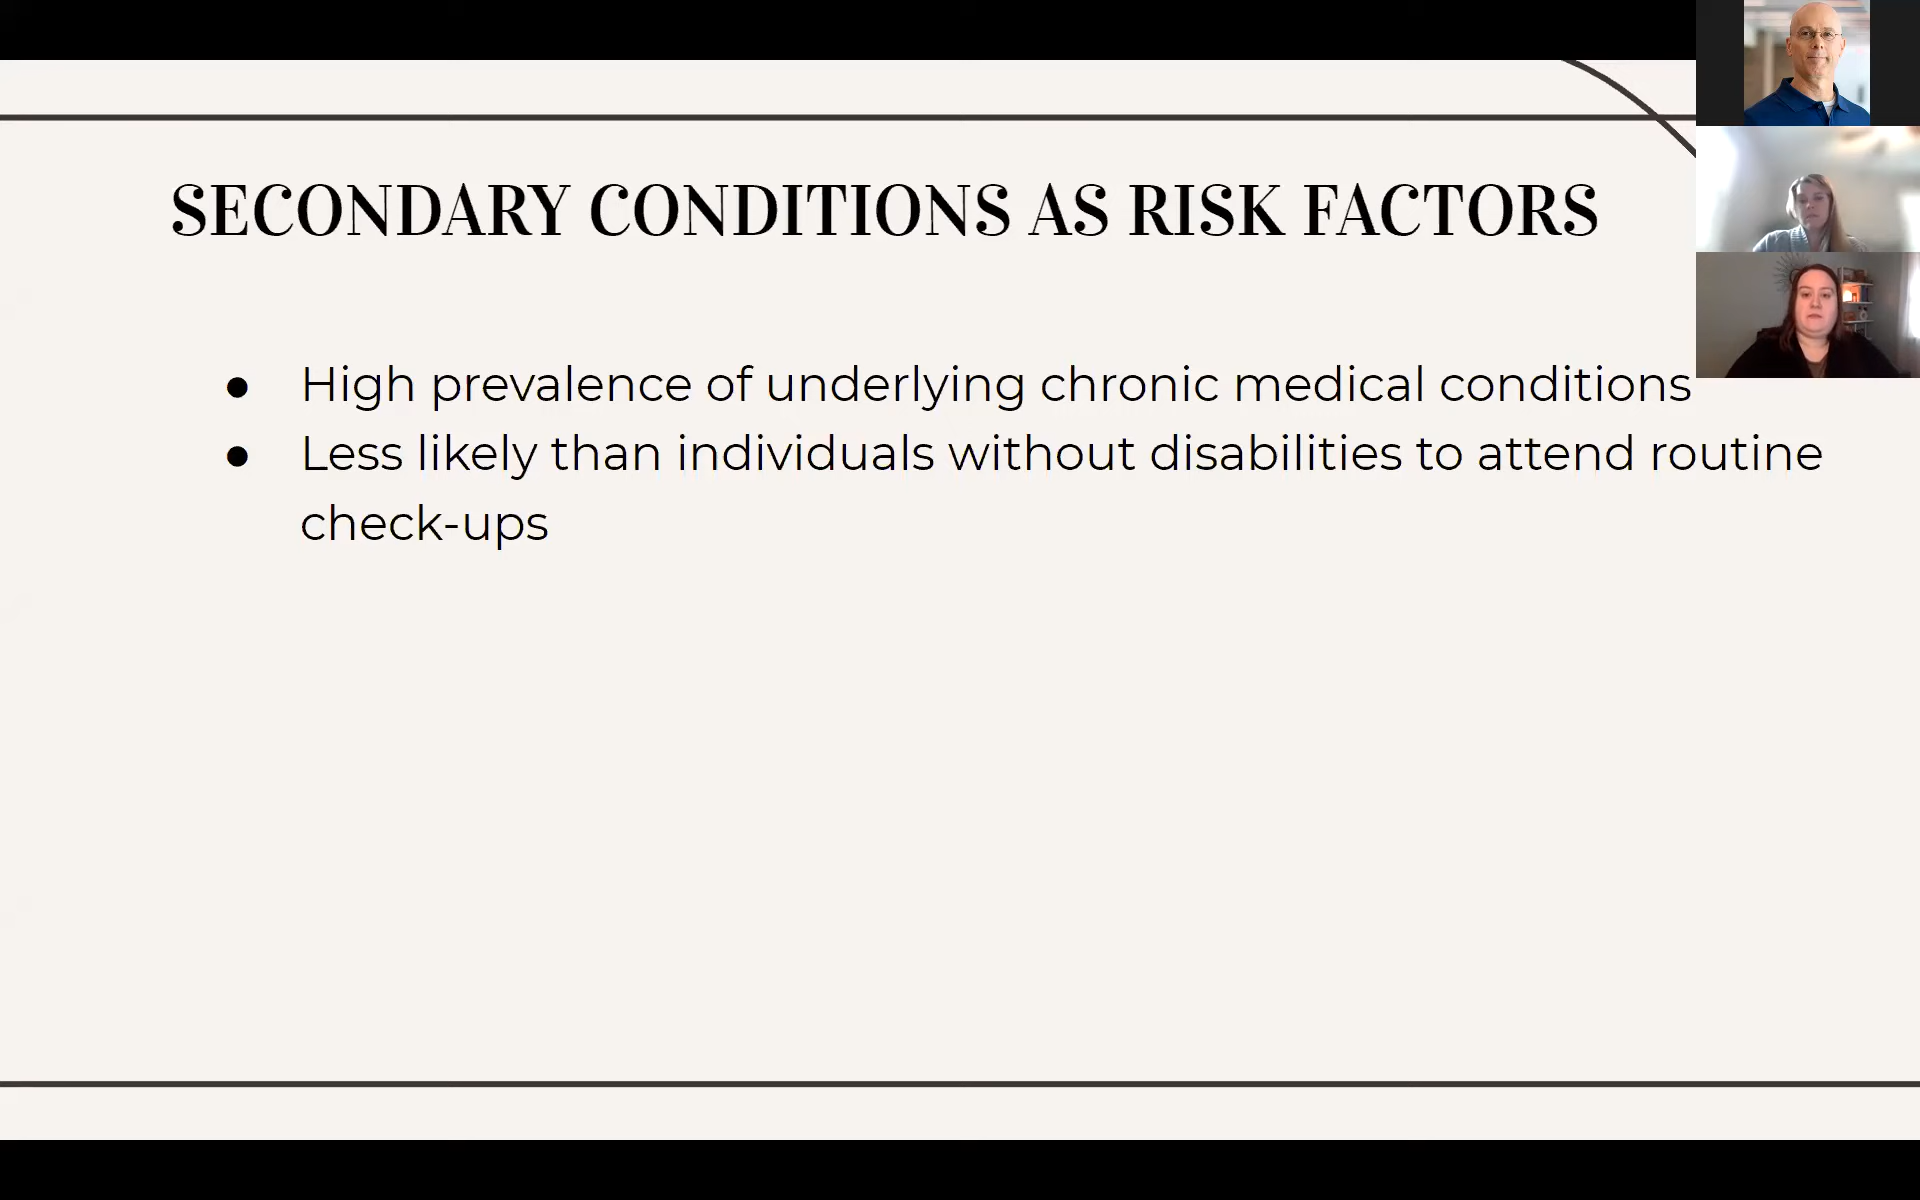 SECONDARY CONDITIONS AS RISK FACTORS
● High prevalence of underlying chronic medical conditions
● Less likely than individuals without disabilities to attend routine
check-ups